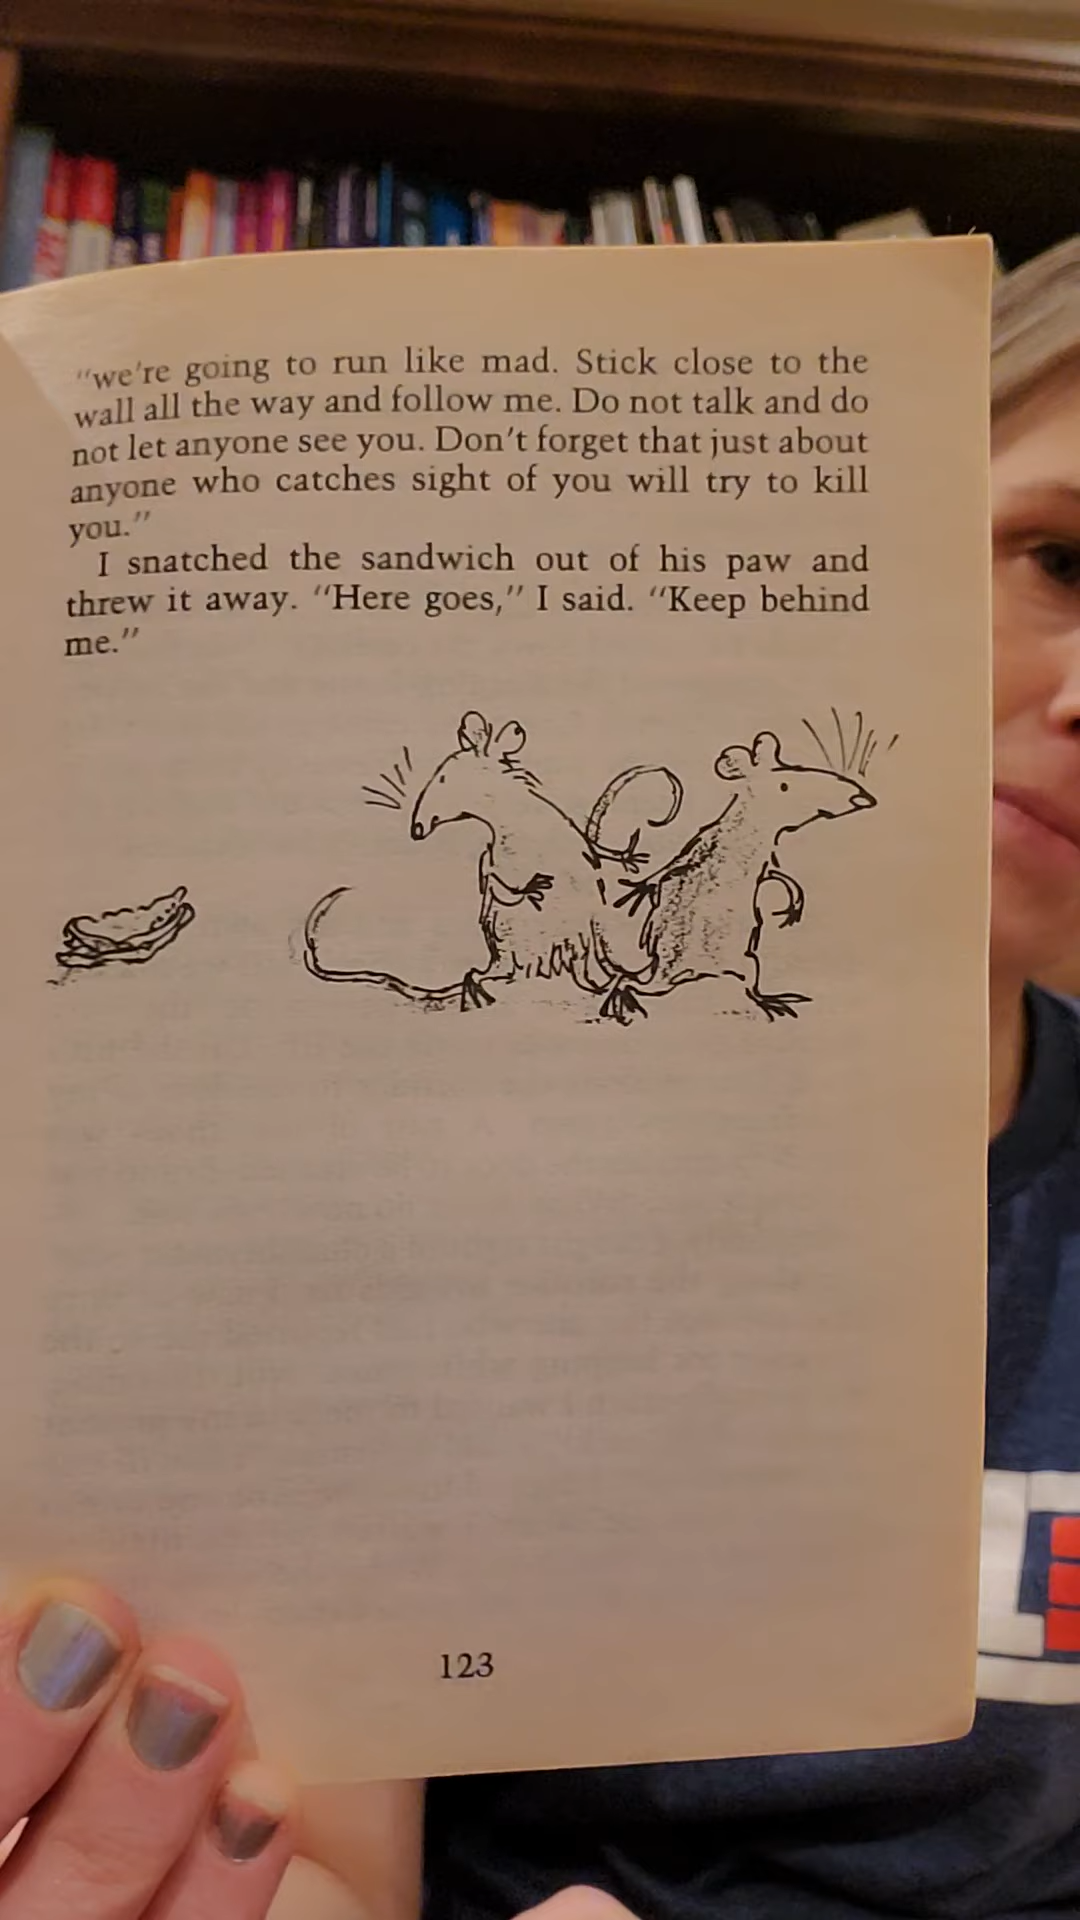 "we're going to run like mad. Stick close to the
wall all the way and follow me. Do not talk and do
not let anyone see you. Don't forget that just about
anyone who catches sight of you will try to kill
you."
I snatched the sandwich out of his paw and
threw it away. "Here goes," I said. "Keep behind
me."
123